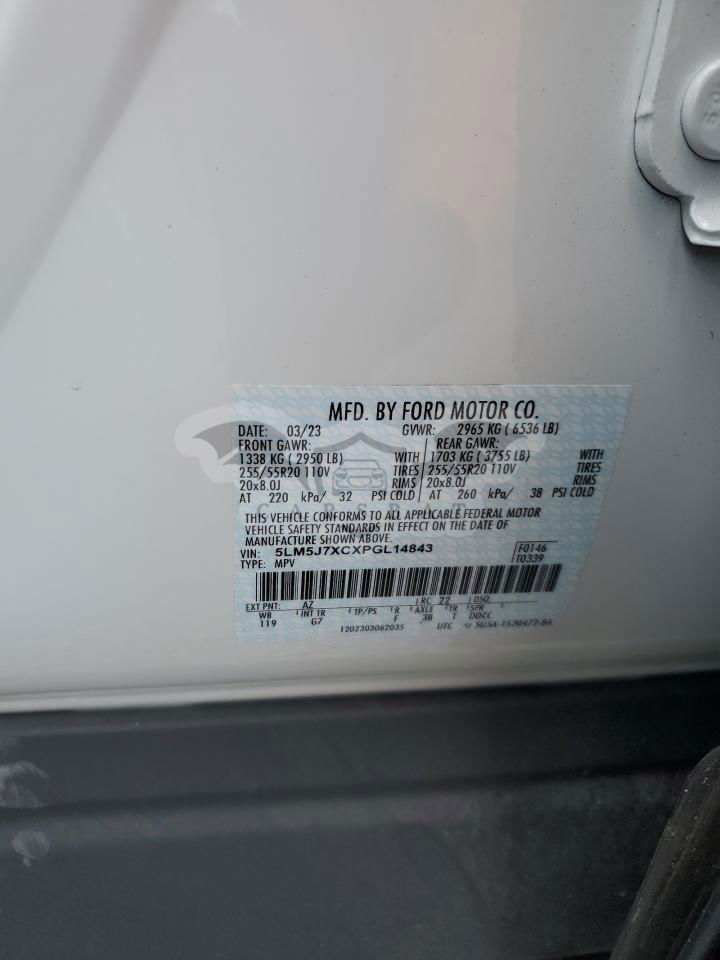 MFD. BY FORD MOTOR CO.
DATE: 03/23 GVWR: 2965 KG ( 6536 LB)
FRONT GAWR: REAR GAWR:
1338 KG ( 2950 LB) WITH 1703 KG ( 3755 LB) WITH
255/55R20 110V TIRES 255/55R20 110V TIRES
20x8.0J RIMS 20x8.0J RIMS
AT 220 kPa/ 32 PSI COLD AT 260 kPa/ 38 PSI COLD
THIS VEHICLE CONFORMS TO ALL APPLICABLE FEDERAL MOTOR
VEHICLE SAFETY STANDARDS IN EFFECT ON THE DATE OF
MANUFACTURE SHOWN ABOVE.
VIN: 5LM5J7XCXPGL14843 F0146
TYPE: MPV T0339
EXT PNT: AZ RC: 22 DSO:
WB INT TR TP/PS R AXLE TR SPR
119 G7 F 3B T DDCC
1202303062035 UTC